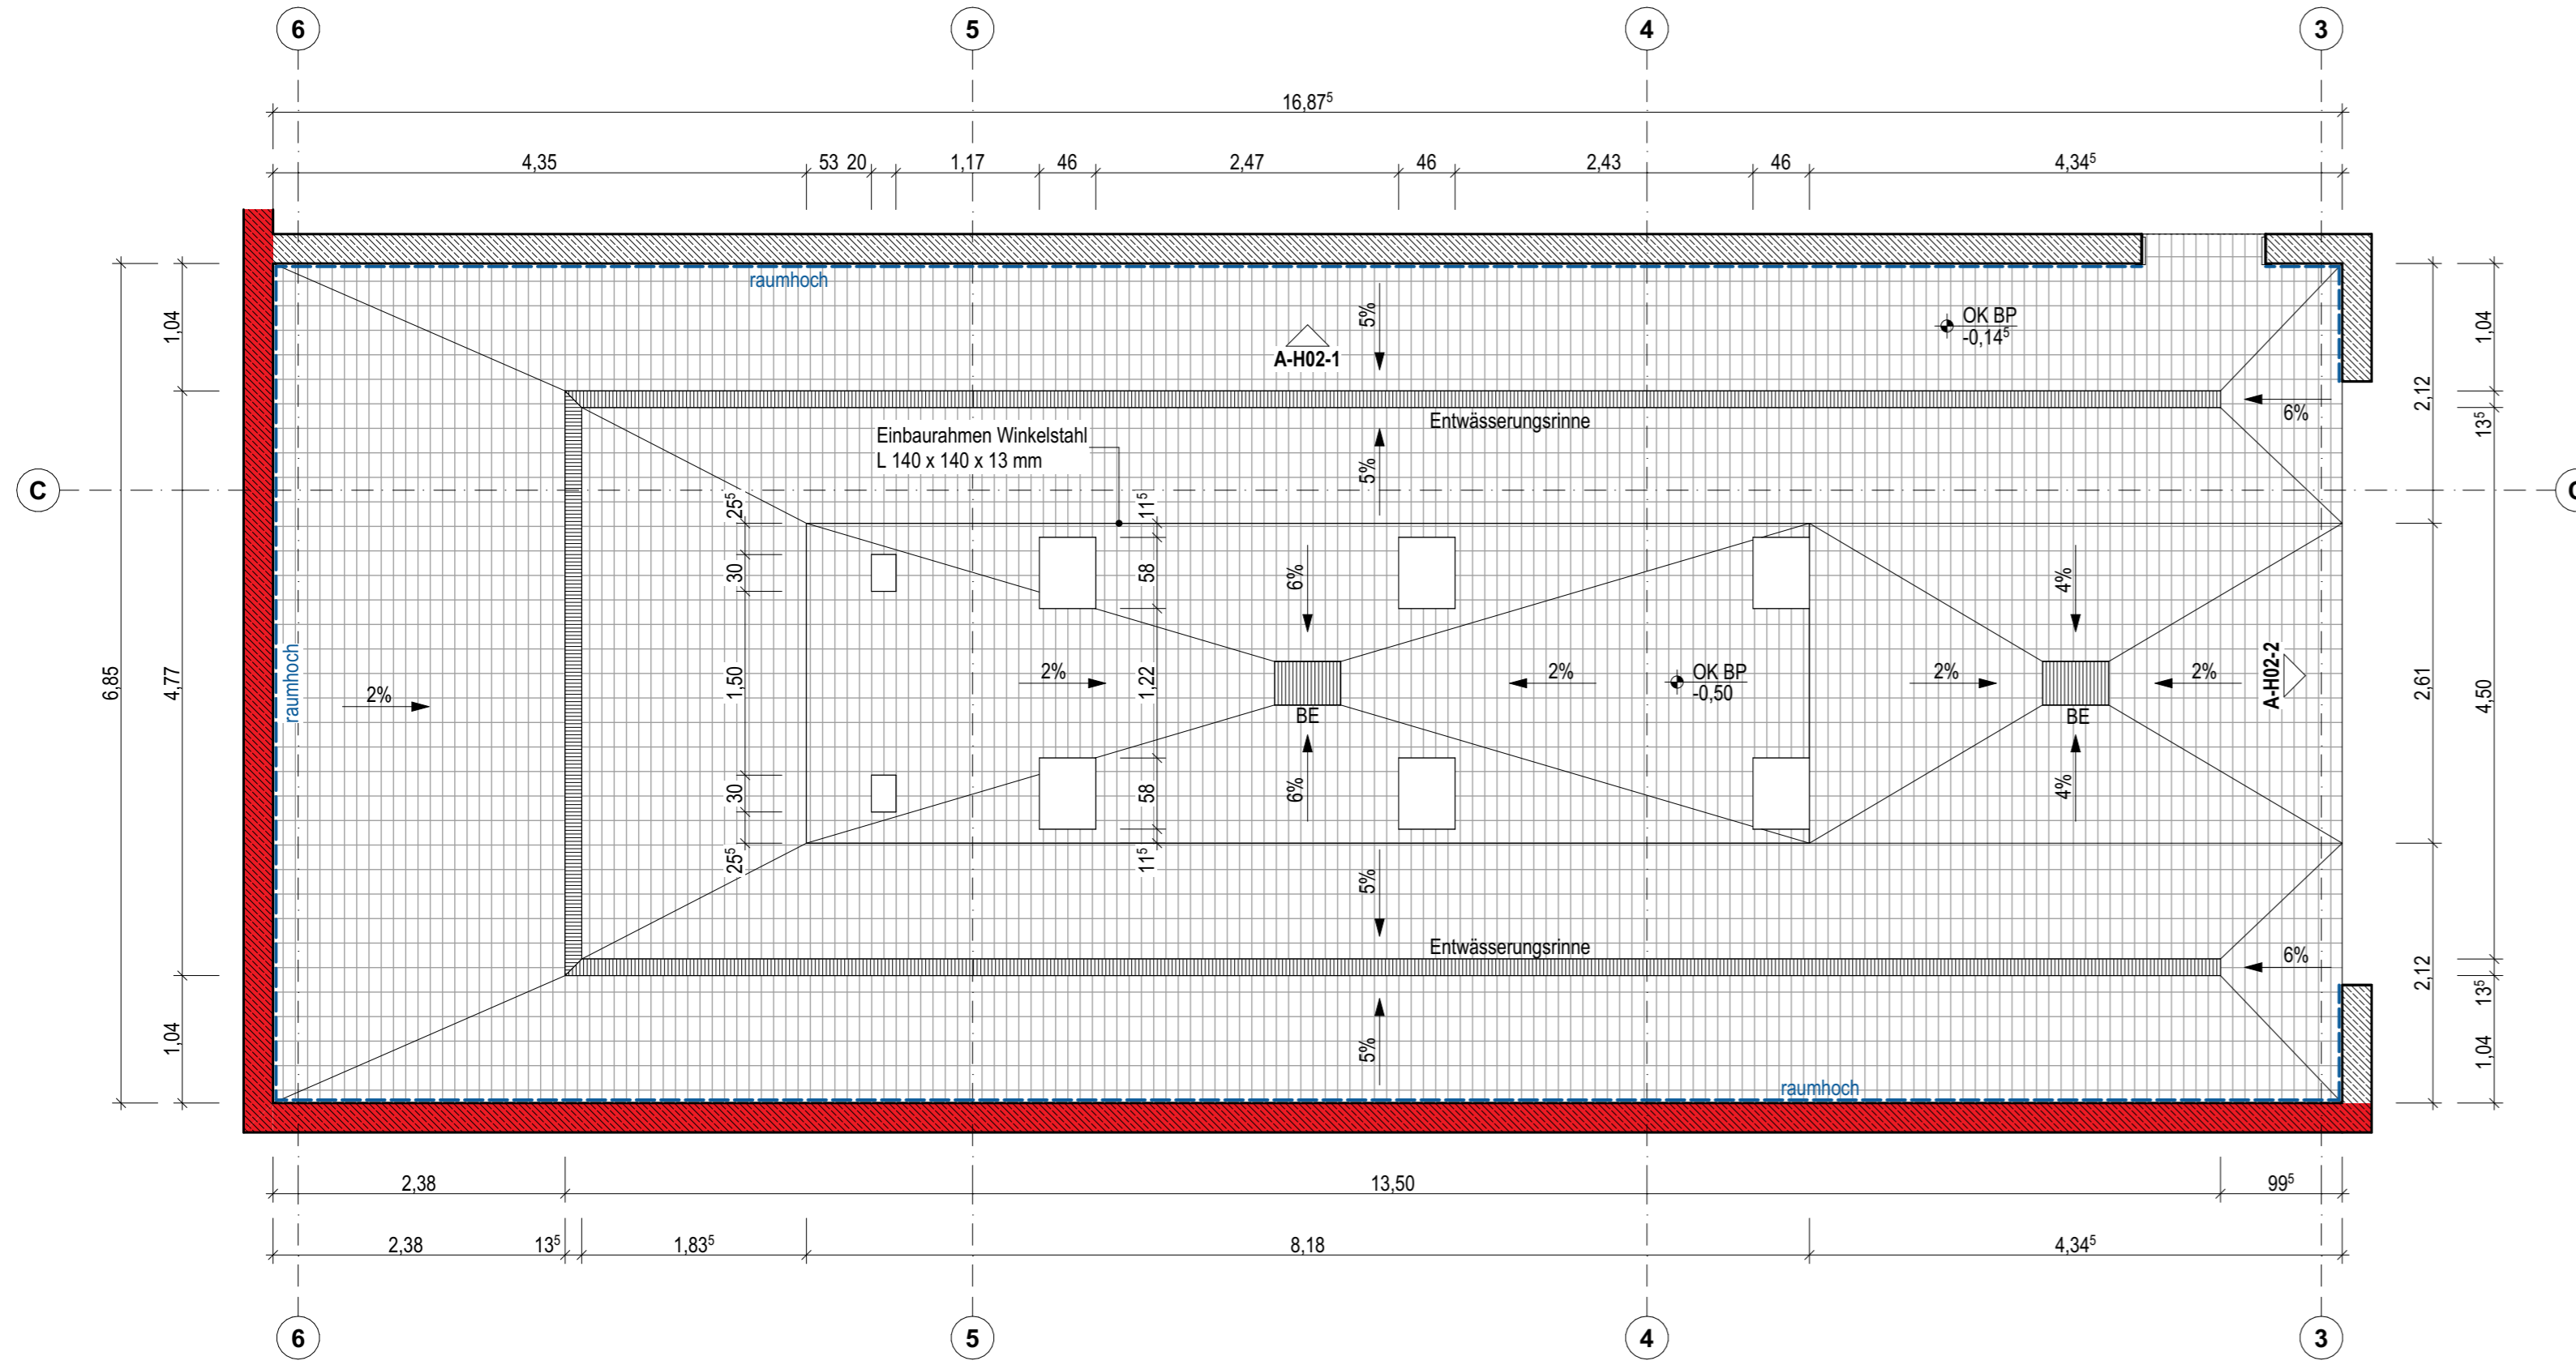 6 5 4 3
16,87⁵
4,35 53 20 1,17 46 2,47 46 2,43 46 4,34⁵
raumhoch
5%
A-H02-1
OK BP
-0,14⁵
1,04
1,04
2,12
13⁵
6%
Entwässerungsrinne
Einbaurahmen Winkelstahl
L 140 x 140 x 13 mm
5%
C
25⁵
11⁵
30
58
6%
4%
6,85
4,77
raumhoch
2%
1,50
2%
1,22
BE
2%
OK BP
-0,50
2%
BE
2%
A-H02-2
2,61
4,50
30
58
6%
4%
25⁵
11⁵
5%
Entwässerungsrinne
6%
2,12
13⁵
1,04
1,04
5%
raumhoch
2,38 13,50 99⁵
2,38 13⁵ 1,83⁵ 8,18 4,34⁵
6 5 4 3